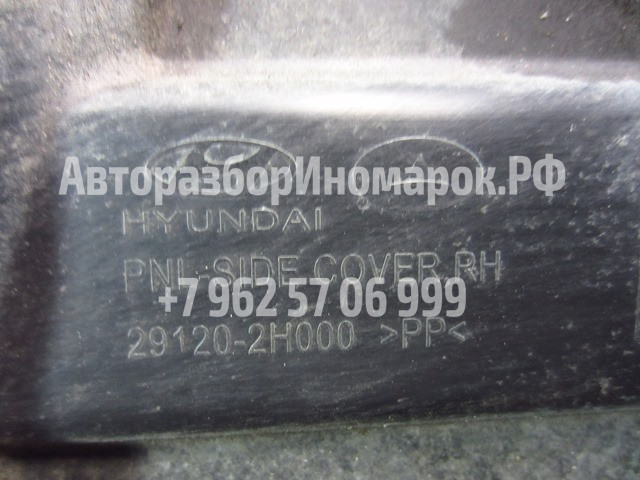 АвторазборИномарок.РФ
HYUNDAI
PNL-SIDE COVER,RH
+7 962 57 06 999
29120-2H000 >PP<